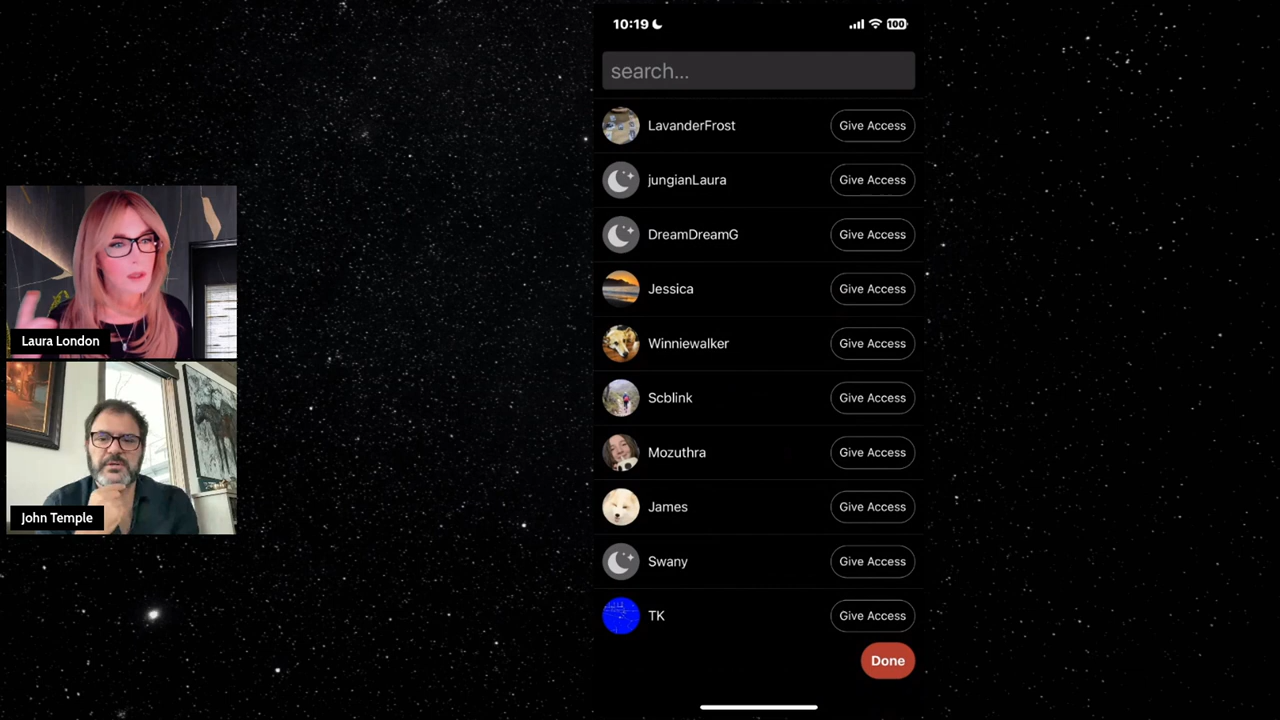 10:19
100
search...
LavanderFrost
Give Access
jungianLaura
Give Access
DreamDreamG
Give Access
Jessica
Give Access
Winniewalker
Give Access
Scblink
Give Access
Mozuthra
Give Access
James
Give Access
Swany
Give Access
TK
Give Access
Done
Laura London
John Temple